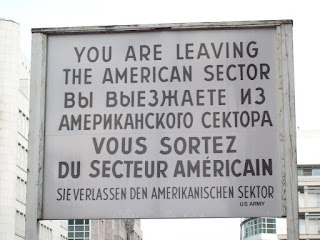 YOU ARE LEAVING
THE AMERICAN SECTOR
ВЫ ВЫЕЗЖАЕТЕ ИЗ
АМЕРИКАНСКОГО СЕКТОРА
VOUS SORTEZ
DU SECTEUR AMÉRICAIN
SIE VERLASSEN DEN AMERIKANISCHEN SEKTOR
US ARMY